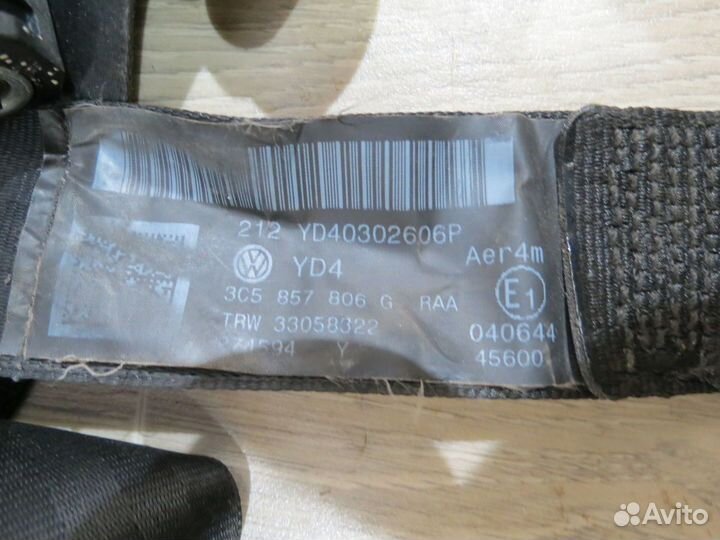 212 YD40302606P
YD4 Aer4m
3C5 857 806 G RAA E1
TRW 33058322 040644
Y 45600
Avito